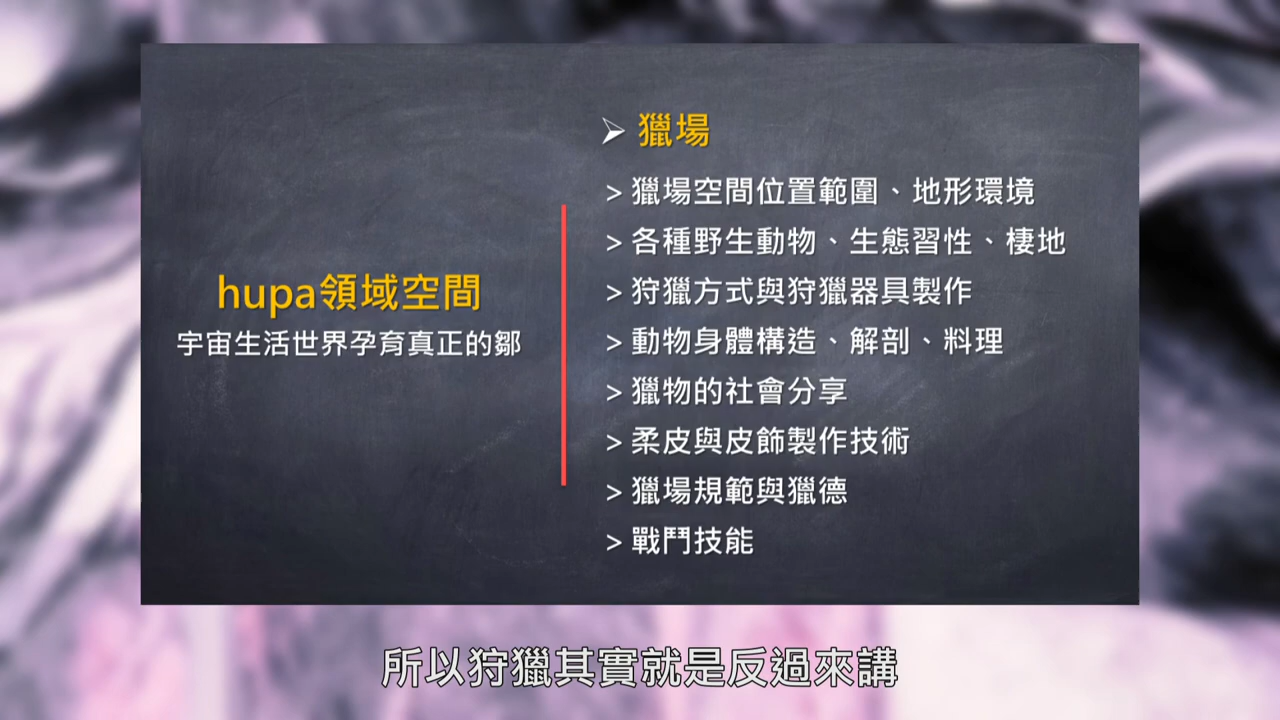 hupa領域空間
宇宙生活世界孕育真正的鄒
➢ 獵場
> 獵場空間位置範圍、地形環境
> 各種野生動物、生態習性、棲地
> 狩獵方式與狩獵器具製作
> 動物身體構造、解剖、料理
> 獵物的社會分享
> 柔皮與皮飾製作技術
> 獵場規範與獵德
> 戰鬥技能
所以狩獵其實就是反過來講